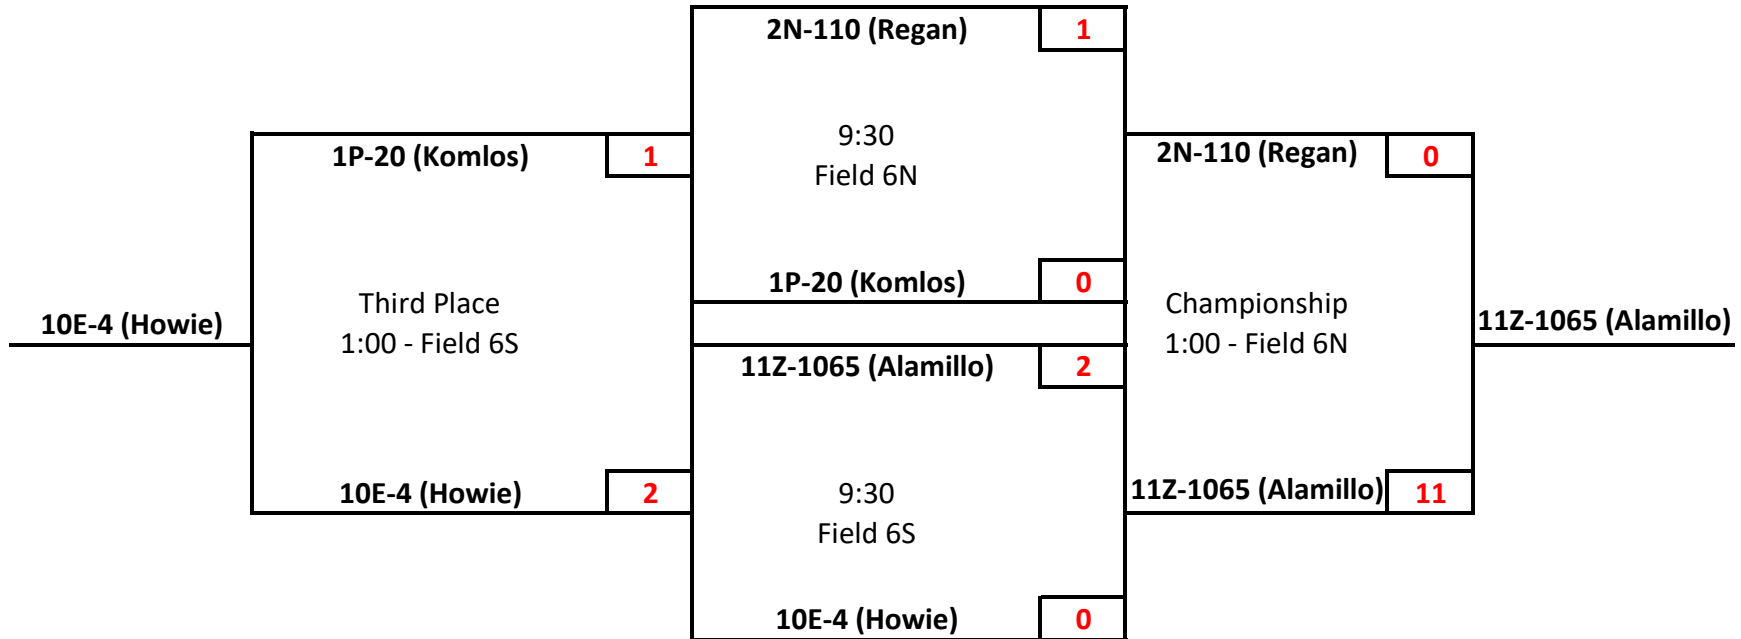 2N-110 (Regan) 1
9:30
Field 6N
1P-20 (Komlos) 0
1P-20 (Komlos) 1
Third Place
1:00 - Field 6S
10E-4 (Howie) 2
10E-4 (Howie)
11Z-1065 (Alamillo) 2
9:30
Field 6S
10E-4 (Howie) 0
2N-110 (Regan) 0
Championship
1:00 - Field 6N
11Z-1065 (Alamillo) 11
11Z-1065 (Alamillo)